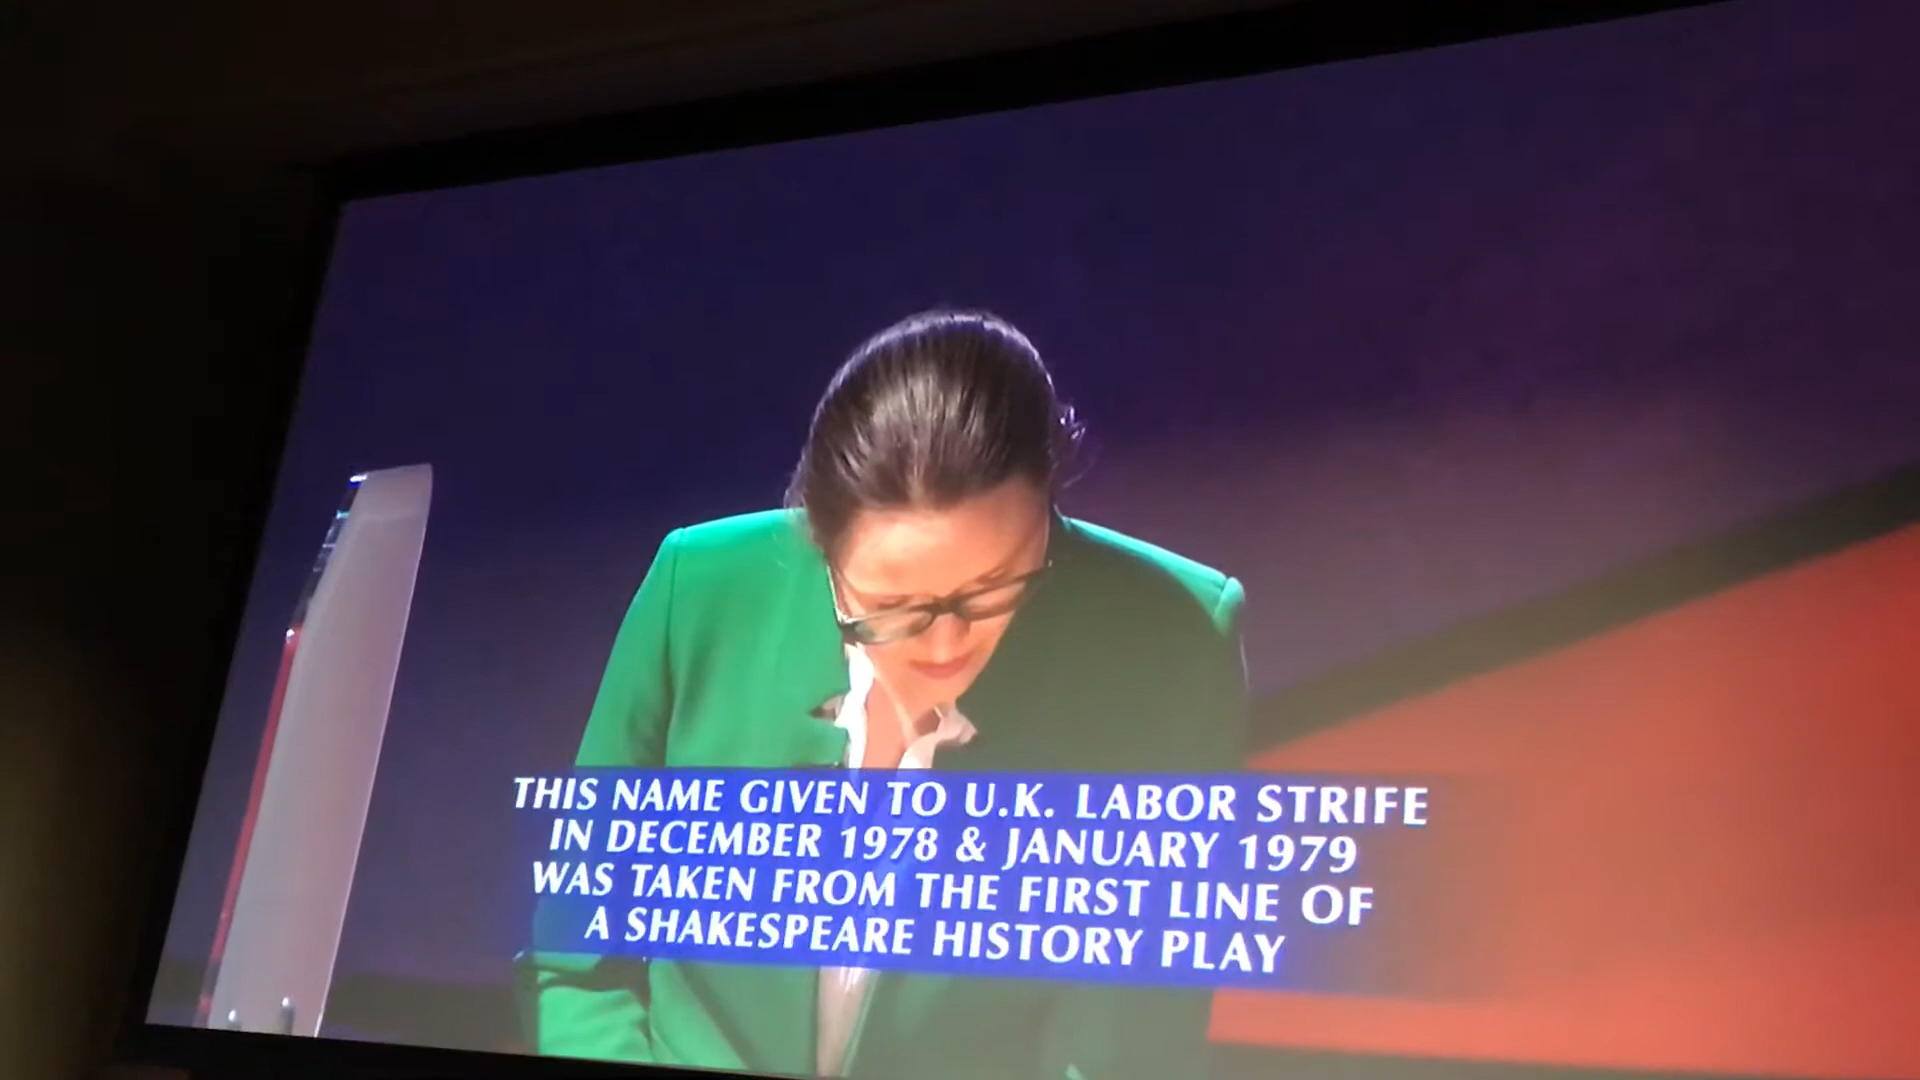 THIS NAME GIVEN TO U.K. LABOR STRIFE
IN DECEMBER 1978 & JANUARY 1979
WAS TAKEN FROM THE FIRST LINE OF
A SHAKESPEARE HISTORY PLAY